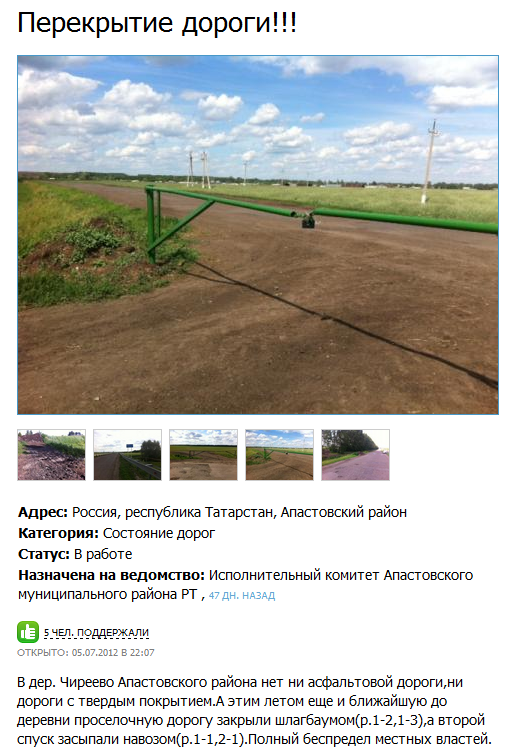 Перекрытие дороги!!!
Адрес: Россия, республика Татарстан, Апастовский район
Категория: Состояние дорог
Статус: В работе
Назначена на ведомство: Исполнительный комитет Апастовского
муниципального района РТ , 47 ДН. НАЗАД
5 ЧЕЛ. ПОДДЕРЖАЛИ
ОТКРЫТО: 05.07.2012 В 22:07
В дер. Чиреево Апастовского района нет ни асфальтовой дороги,ни
дороги с твердым покрытием.А этим летом еще и ближайшую до
деревни проселочную дорогу закрыли шлагбаумом(р.1-2,1-3),а второй
спуск засыпали навозом(р.1-1,2-1).Полный беспредел местных властей.